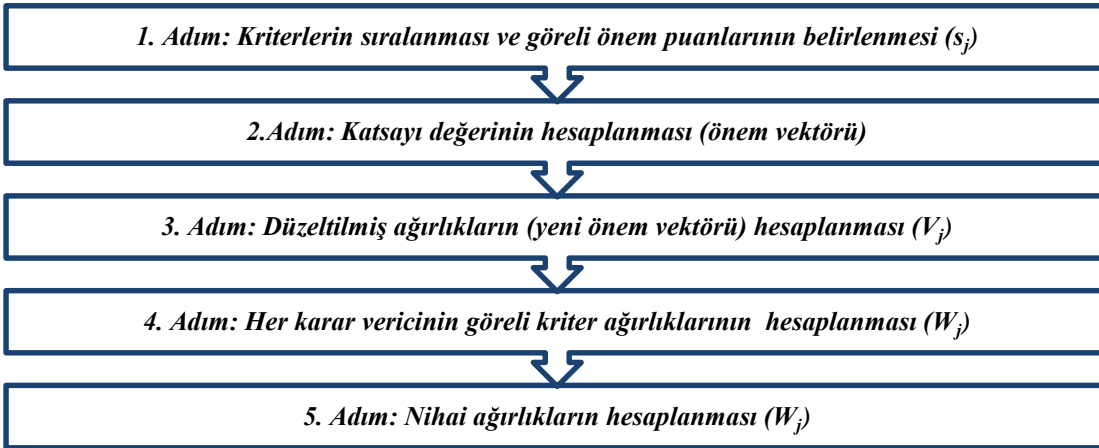 1. Adım: Kriterlerin sıralanması ve göreli önem puanlarının belirlenmesi (sj)
2.Adım: Katsayı değerinin hesaplanması (önem vektörü)
3. Adım: Düzeltilmiş ağırlıkların (yeni önem vektörü) hesaplanması (Vj)
4. Adım: Her karar vericinin göreli kriter ağırlıklarının hesaplanması (Wj)
5. Adım: Nihai ağırlıkların hesaplanması (Wj)